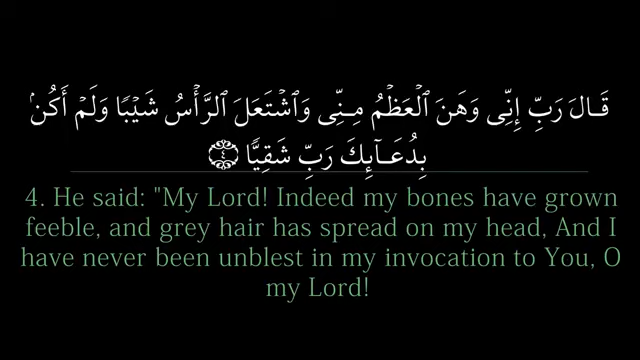 قَالَ رَبِّ إِنِّى وَهَنَ ٱلْعَظْمُ مِنِّى وَٱشْتَعَلَ ٱلرَّأْسُ شَيْبًا وَلَمْ أَكُنۢ
بِدُعَآئِكَ رَبِّ شَقِيًّا ٤
4. He said: "My Lord! Indeed my bones have grown
feeble, and grey hair has spread on my head, And I
have never been unblest in my invocation to You, O
my Lord!